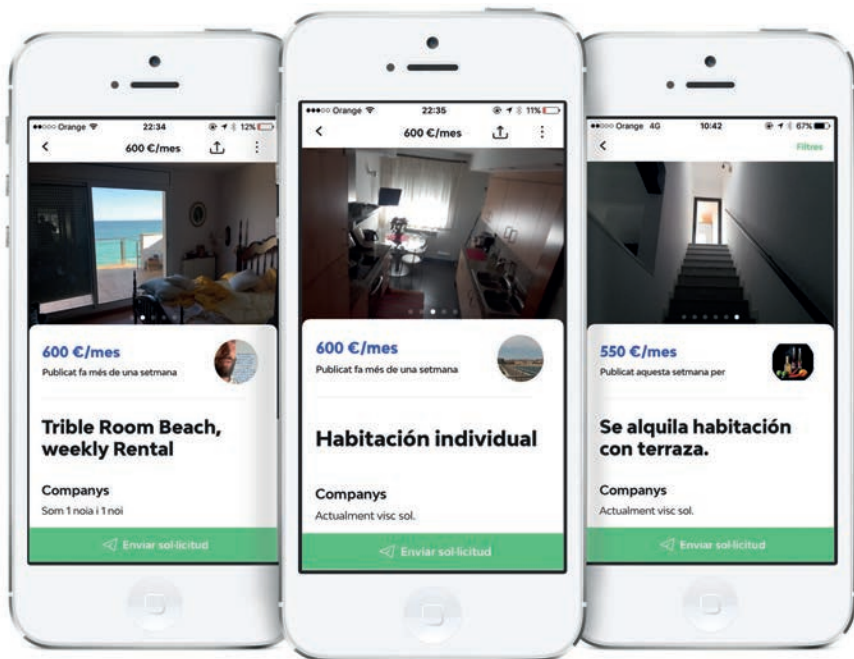 Orange
22:34
12%
600 €/mes
600 €/mes
Publicat fa més de una setmana
Trible Room Beach,
weekly Rental
Companys
Som 1 noia i 1 noi
Enviar sol·licitud
Orange
22:35
11%
600 €/mes
600 €/mes
Publicat fa més de una setmana
Habitación individual
Companys
Actualment visc sol.
Enviar sol·licitud
Orange 4G
10:42
67%
Filtres
550 €/mes
Publicat aquesta setmana per
Se alquila habitación
con terraza.
Companys
Actualment visc sol.
Enviar sol·licitud